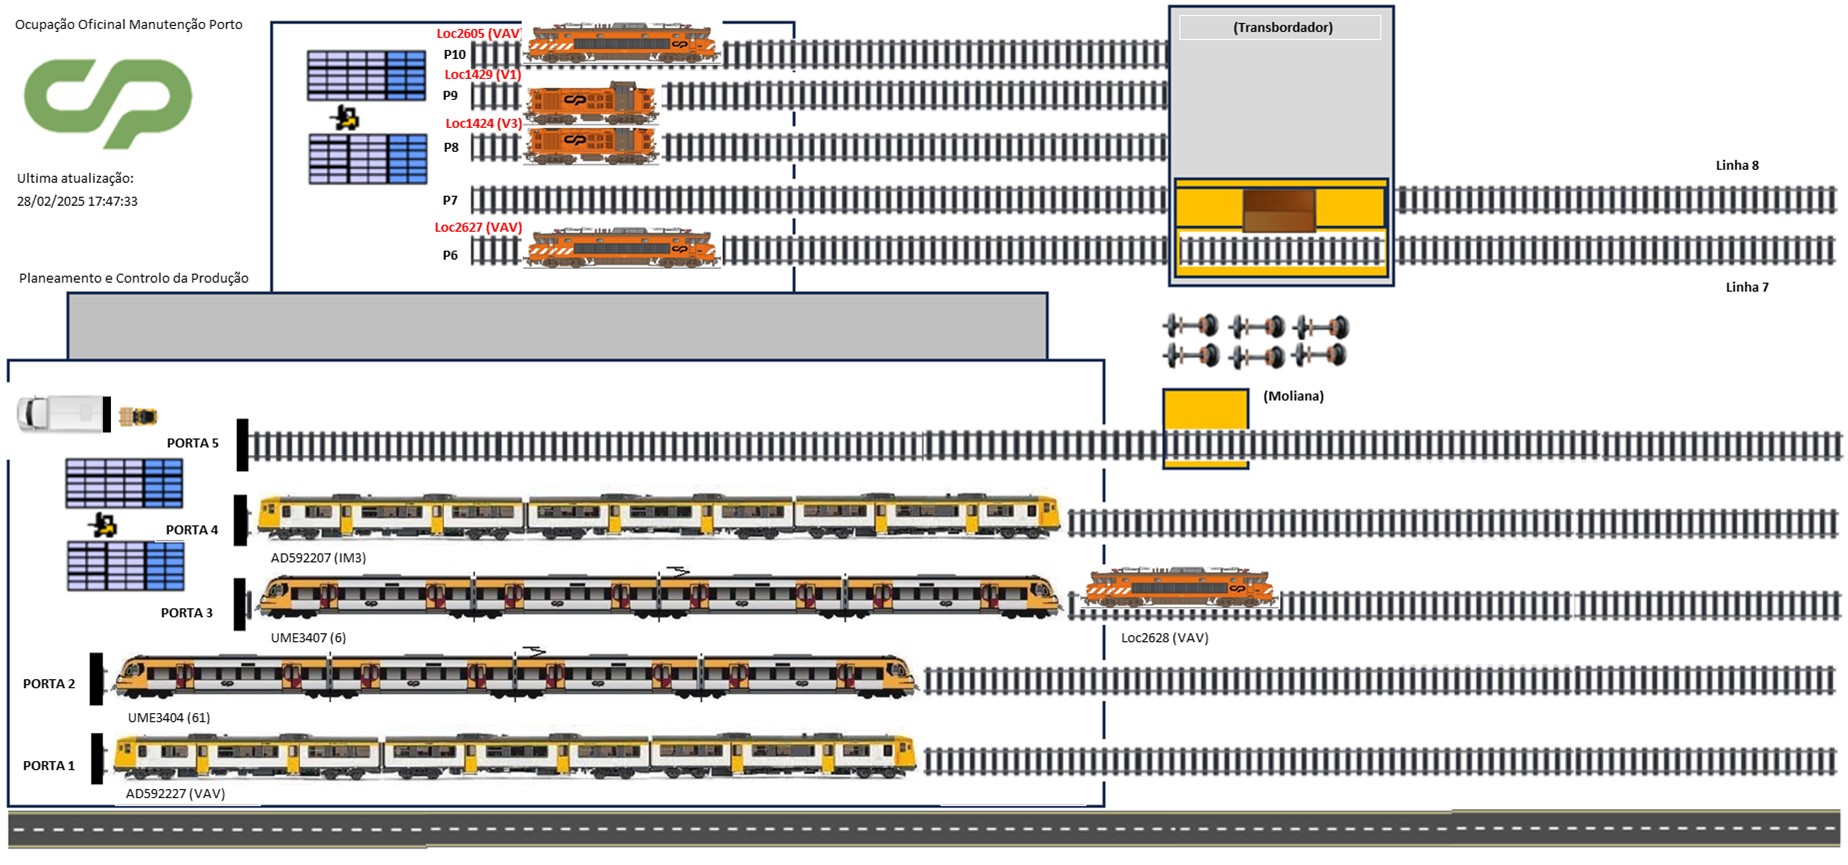 Ocupação Oficinal Manutenção Porto
CP
Ultima atualização:
28/02/2025 17:47:33
Planeamento e Controlo da Produção
Loc2605 (VAV)
P10
Loc1429 (V1)
P9
Loc1424 (V3)
P8
P7
Loc2627 (VAV)
P6
(Transbordador)
Linha 8
Linha 7
(Moliana)
PORTA 5
PORTA 4
AD592207 (IM3)
PORTA 3
UME3407 (6)
Loc2628 (VAV)
PORTA 2
UME3404 (61)
PORTA 1
AD592227 (VAV)